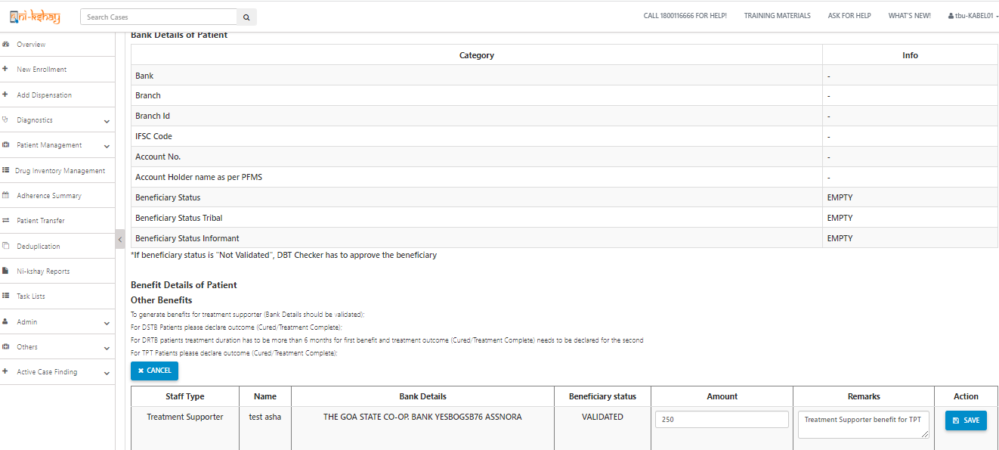 ni-kshay
Search Cases
CALL 1800116666 FOR HELP!
TRAINING MATERIALS
ASK FOR HELP
WHAT'S NEW!
tbu-KABEL01
Overview
New Enrollment
Add Dispensation
Diagnostics
Patient Management
Drug Inventory Management
Adherence Summary
Patient Transfer
Deduplication
Ni-kshay Reports
Task Lists
Admin
Others
Active Case Finding
Bank Details of Patient
Category Info
Bank -
Branch -
Branch Id -
IFSC Code -
Account No. -
Account Holder name as per PFMS -
Beneficiary Status EMPTY
Beneficiary Status Tribal EMPTY
Beneficiary Status Informant EMPTY
*If beneficiary status is "Not Validated", DBT Checker has to approve the beneficiary
Benefit Details of Patient
Other Benefits
To generate benefits for treatment supporter (Bank Details should be validated):
For DSTB Patients please declare outcome (Cured/Treatment Complete):
For DRTB patients treatment duration has to be more than 6 months for first benefit and treatment outcome (Cured/Treatment Complete) needs to be declared for the second
For TPT Patients please declare outcome (Cured/Treatment Complete):
CANCEL
Staff Type Name Bank Details Beneficiary status Amount Remarks Action
Treatment Supporter test asha THE GOA STATE CO-OP. BANK YESBOGSB76 ASSNORA VALIDATED 250 Treatment Supporter benefit for TPT SAVE